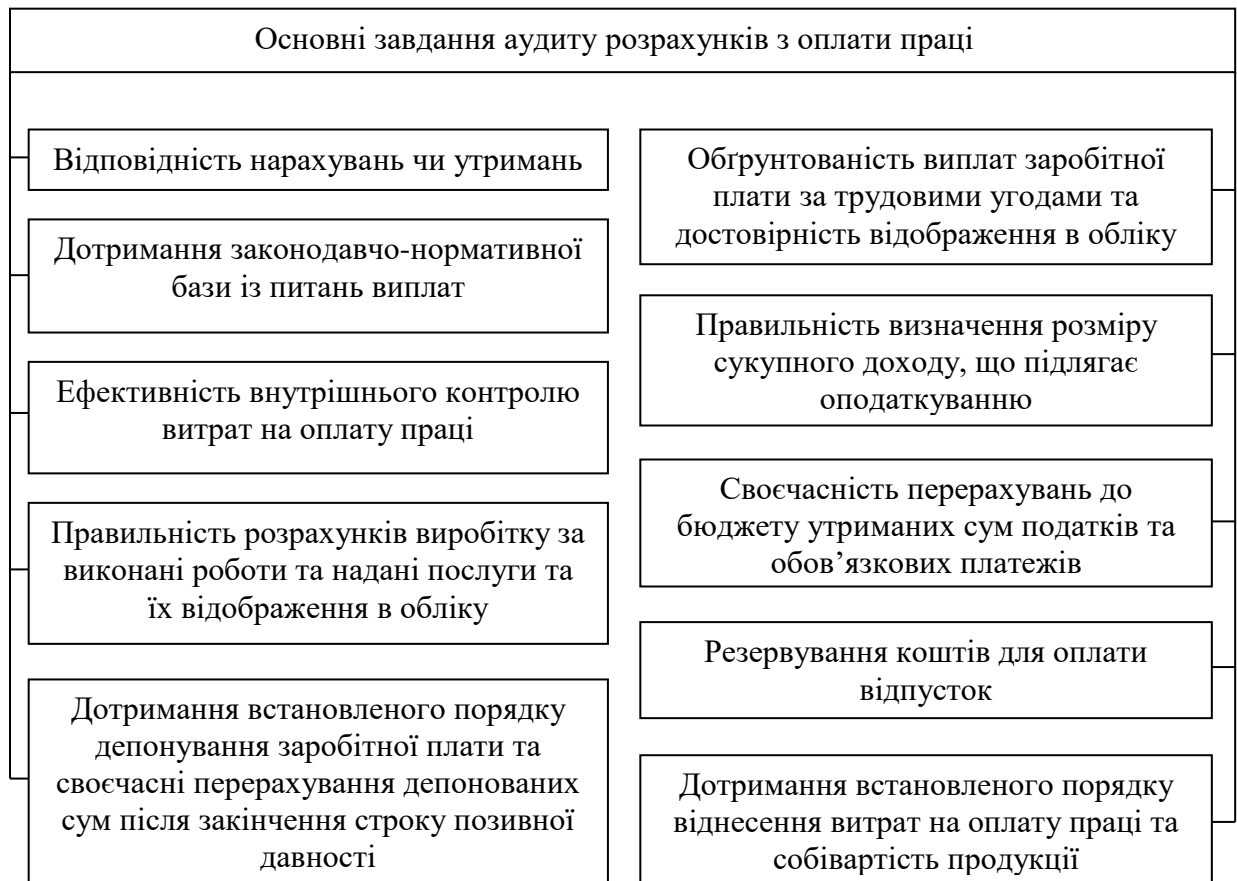 Основні завдання аудиту розрахунків з оплати праці
Відповідність нарахувань чи утримань
Дотримання законодавчо-нормативної
бази із питань виплат
Ефективність внутрішнього контролю
витрат на оплату праці
Правильність розрахунків виробітку за
виконані роботи та надані послуги та
їх відображення в обліку
Дотримання встановленого порядку
депонування заробітної плати та
своєчасні перерахування депонованих
сум після закінчення строку позивної
давності
Обґрунтованість виплат заробітної
плати за трудовими угодами та
достовірність відображення в обліку
Правильність визначення розміру
сукупного доходу, що підлягає
оподаткуванню
Своєчасність перерахувань до
бюджету утриманих сум податків та
обов’язкових платежів
Резервування коштів для оплати
відпусток
Дотримання встановленого порядку
віднесення витрат на оплату праці та
собівартість продукції